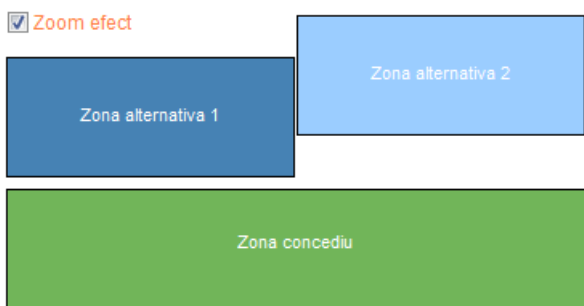 Zoom efect
Zona alternativa 2
Zona alternativa 1
Zona concediu